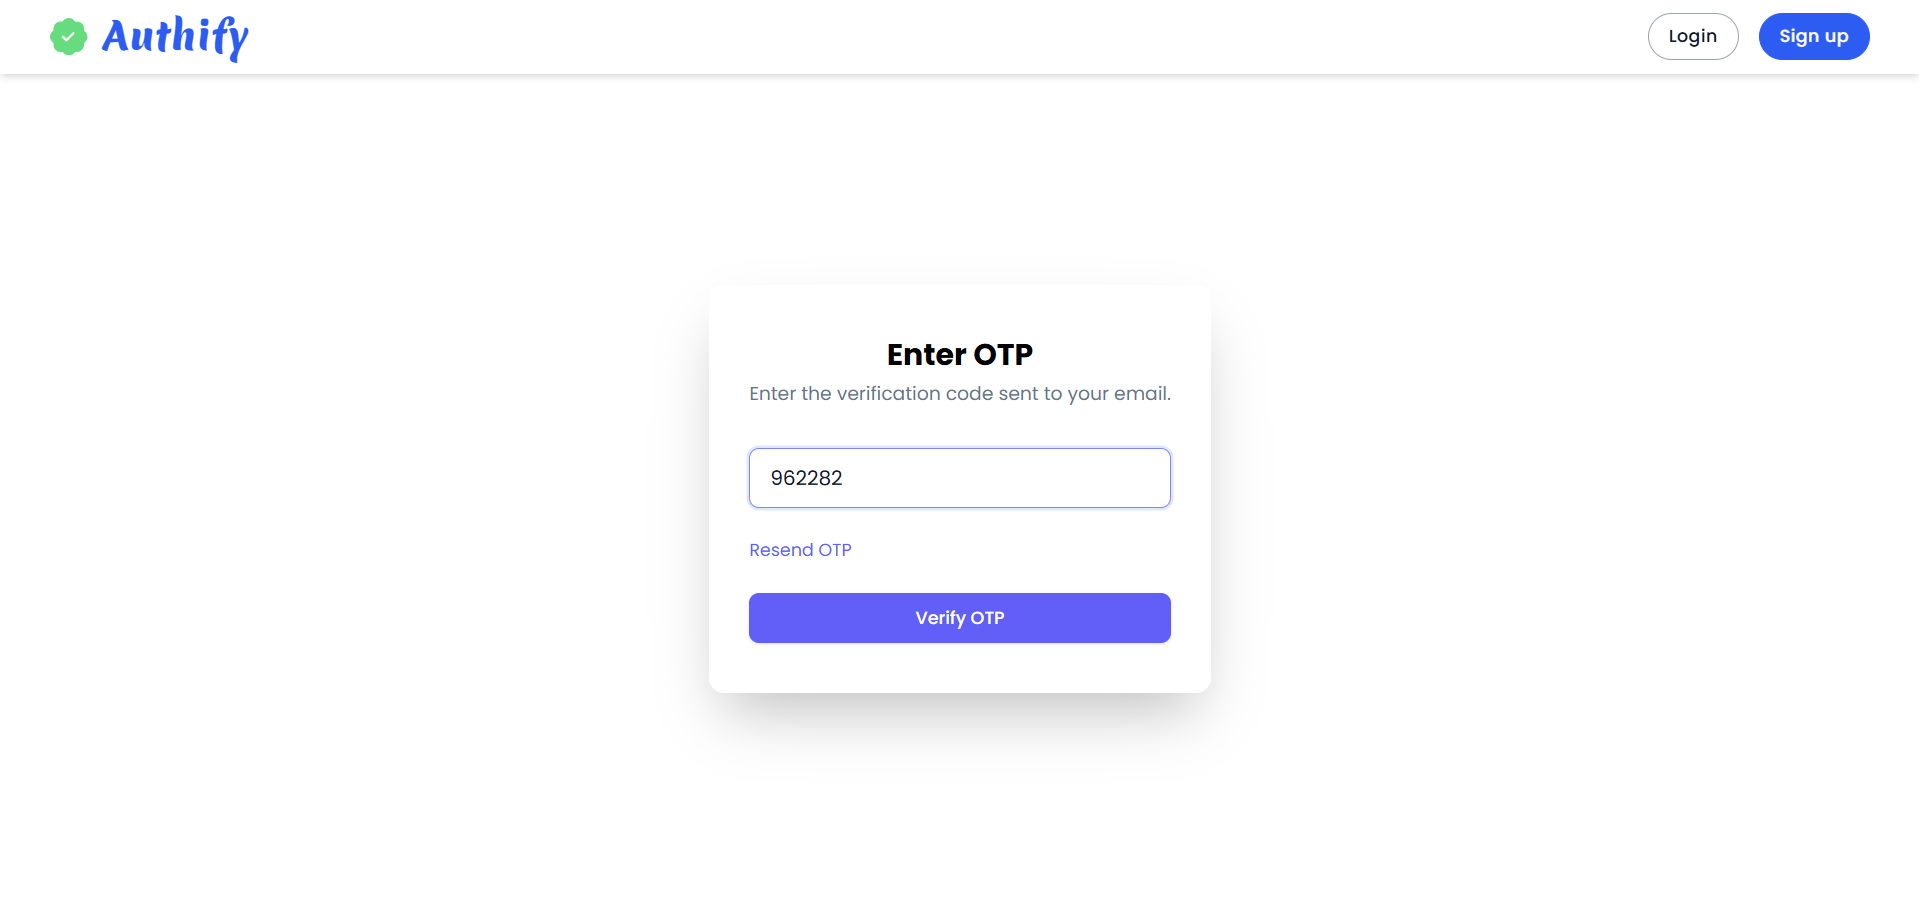 Authify
Login
Sign up
Enter OTP
Enter the verification code sent to your email.
962282
Resend OTP
Verify OTP